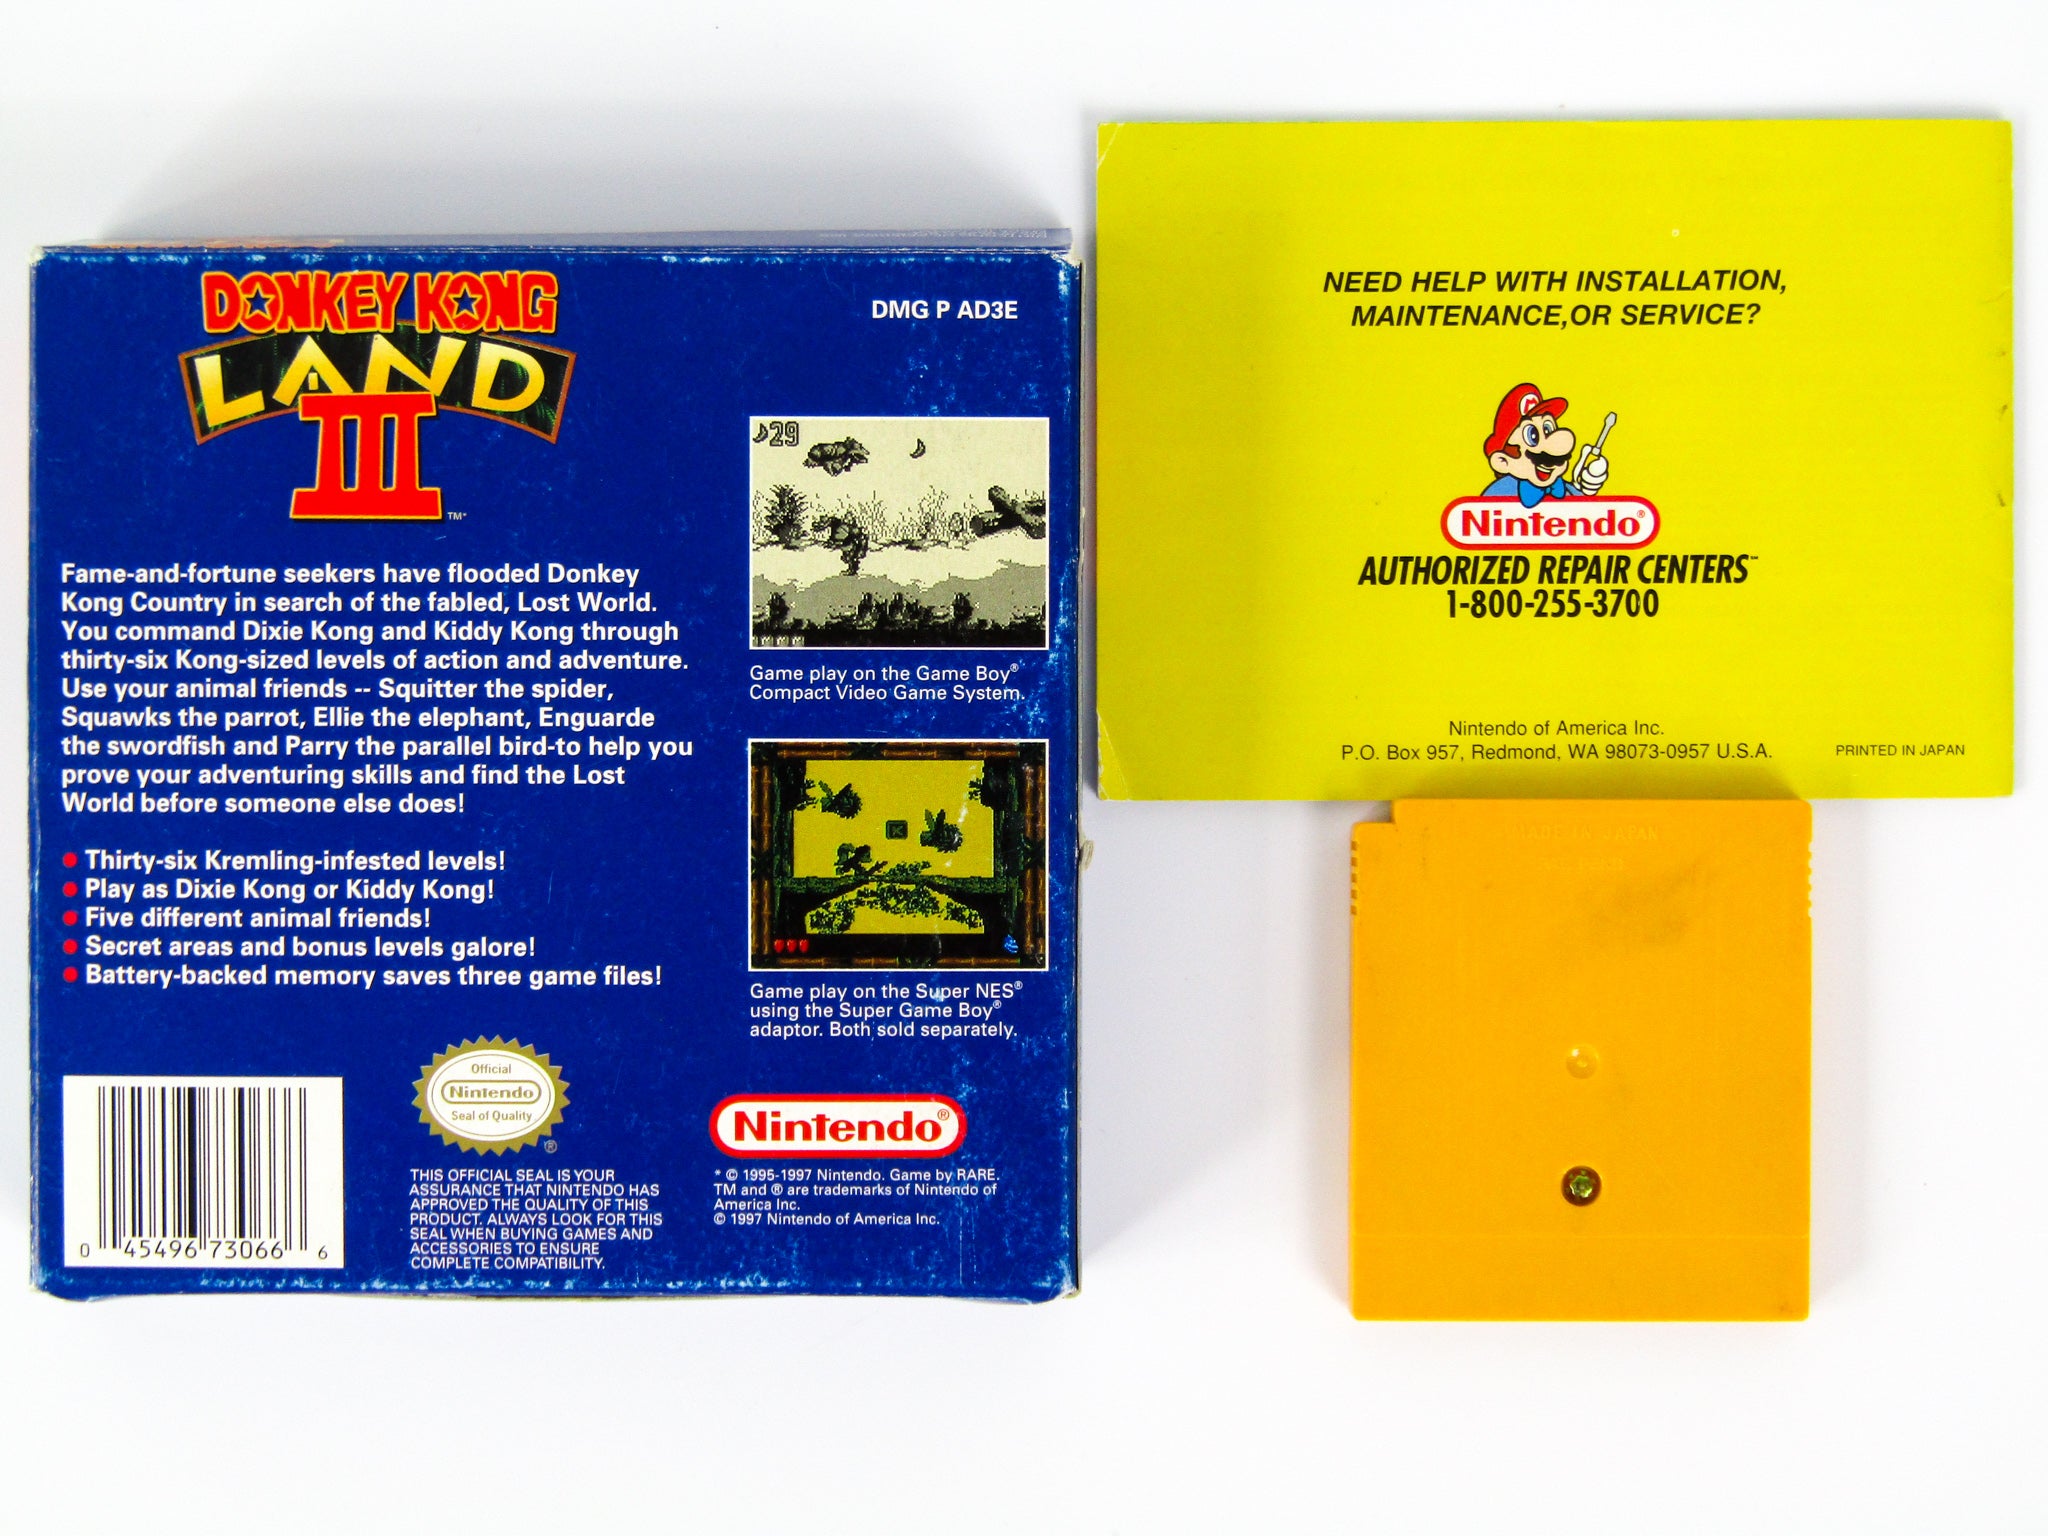 DONKEY KONG
LAND
III
™*
DMG P AD3E
Fame-and-fortune seekers have flooded Donkey
Kong Country in search of the fabled, Lost World.
You command Dixie Kong and Kiddy Kong through
thirty-six Kong-sized levels of action and adventure.
Use your animal friends -- Squitter the spider,
Squawks the parrot, Ellie the elephant, Enguarde
the swordfish and Parry the parallel bird-to help you
prove your adventuring skills and find the Lost
World before someone else does!
Thirty-six Kremling-infested levels!
Play as Dixie Kong or Kiddy Kong!
Five different animal friends!
Secret areas and bonus levels galore!
Battery-backed memory saves three game files!
29
Game play on the Game Boy®
Compact Video Game System.
K
Game play on the Super NES®
using the Super Game Boy®
adaptor. Both sold separately.
0 45496 73066 6
Official
Nintendo
Seal of Quality
®
THIS OFFICIAL SEAL IS YOUR
ASSURANCE THAT NINTENDO HAS
APPROVED THE QUALITY OF THIS
PRODUCT. ALWAYS LOOK FOR THIS
SEAL WHEN BUYING GAMES AND
ACCESSORIES TO ENSURE
COMPLETE COMPATIBILITY.
Nintendo®
* © 1995-1997 Nintendo. Game by RARE.
TM and ® are trademarks of Nintendo of
America Inc.
© 1997 Nintendo of America Inc.
NEED HELP WITH INSTALLATION,
MAINTENANCE,OR SERVICE?
M
Nintendo®
AUTHORIZED REPAIR CENTERS™
1-800-255-3700
Nintendo of America Inc.
P.O. Box 957, Redmond, WA 98073-0957 U.S.A.
PRINTED IN JAPAN
MADE IN JAPAN